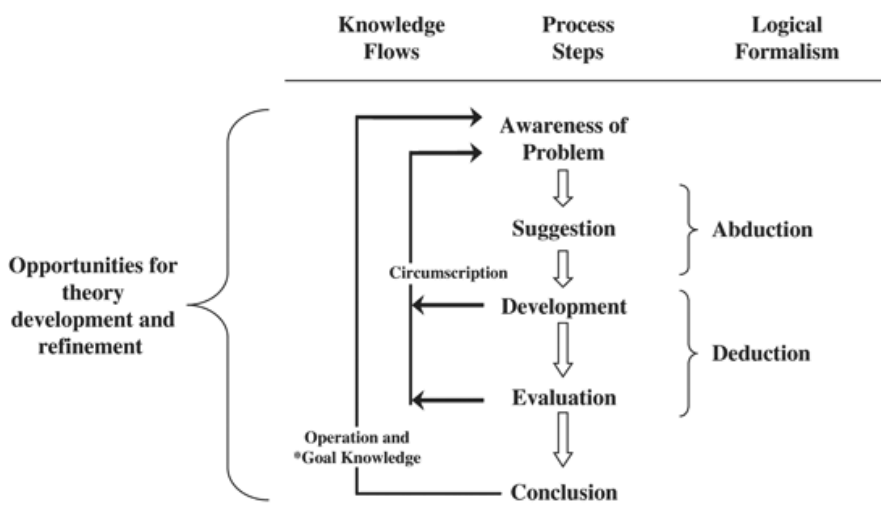 Knowledge
Flows
Process
Steps
Logical
Formalism
Opportunities for
theory
development and
refinement
Awareness of
Problem
Suggestion
Abduction
Circumscription
Development
Deduction
Evaluation
Operation and
*Goal Knowledge
Conclusion